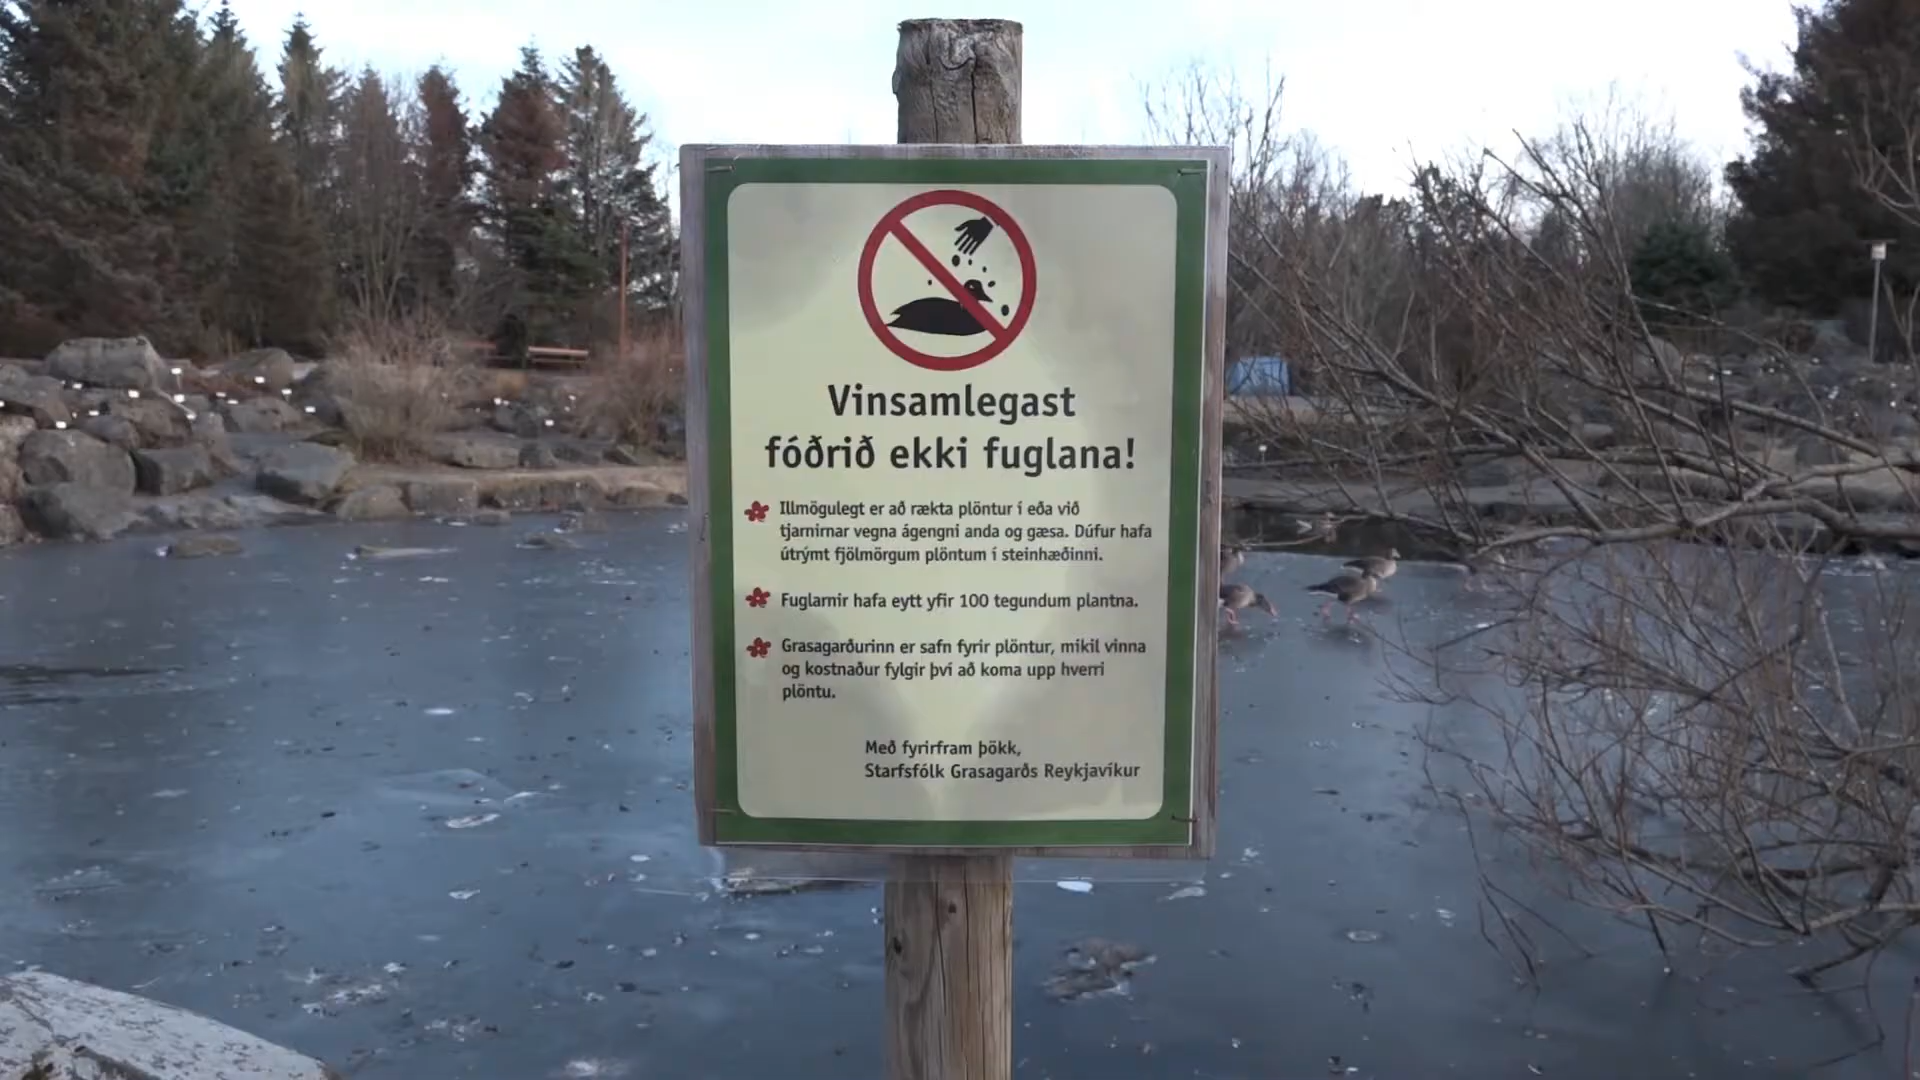 Vinsamlegast
fóðrið ekki fuglana!
Illmögulegt er að rækta plöntur í eða við
tjarnirnar vegna ágengni anda og gæsa. Dúfur hafa
útrýmt fjölmörgum plöntum í steinhæðinni.
Fuglarnir hafa eytt yfir 100 tegundum plantna.
Grasagarðurinn er safn fyrir plöntur, mikil vinna
og kostnaður fylgir því að koma upp hverri
plöntu.
Með fyrirfram þökk,
Starfsfólk Grasagarðs Reykjavíkur